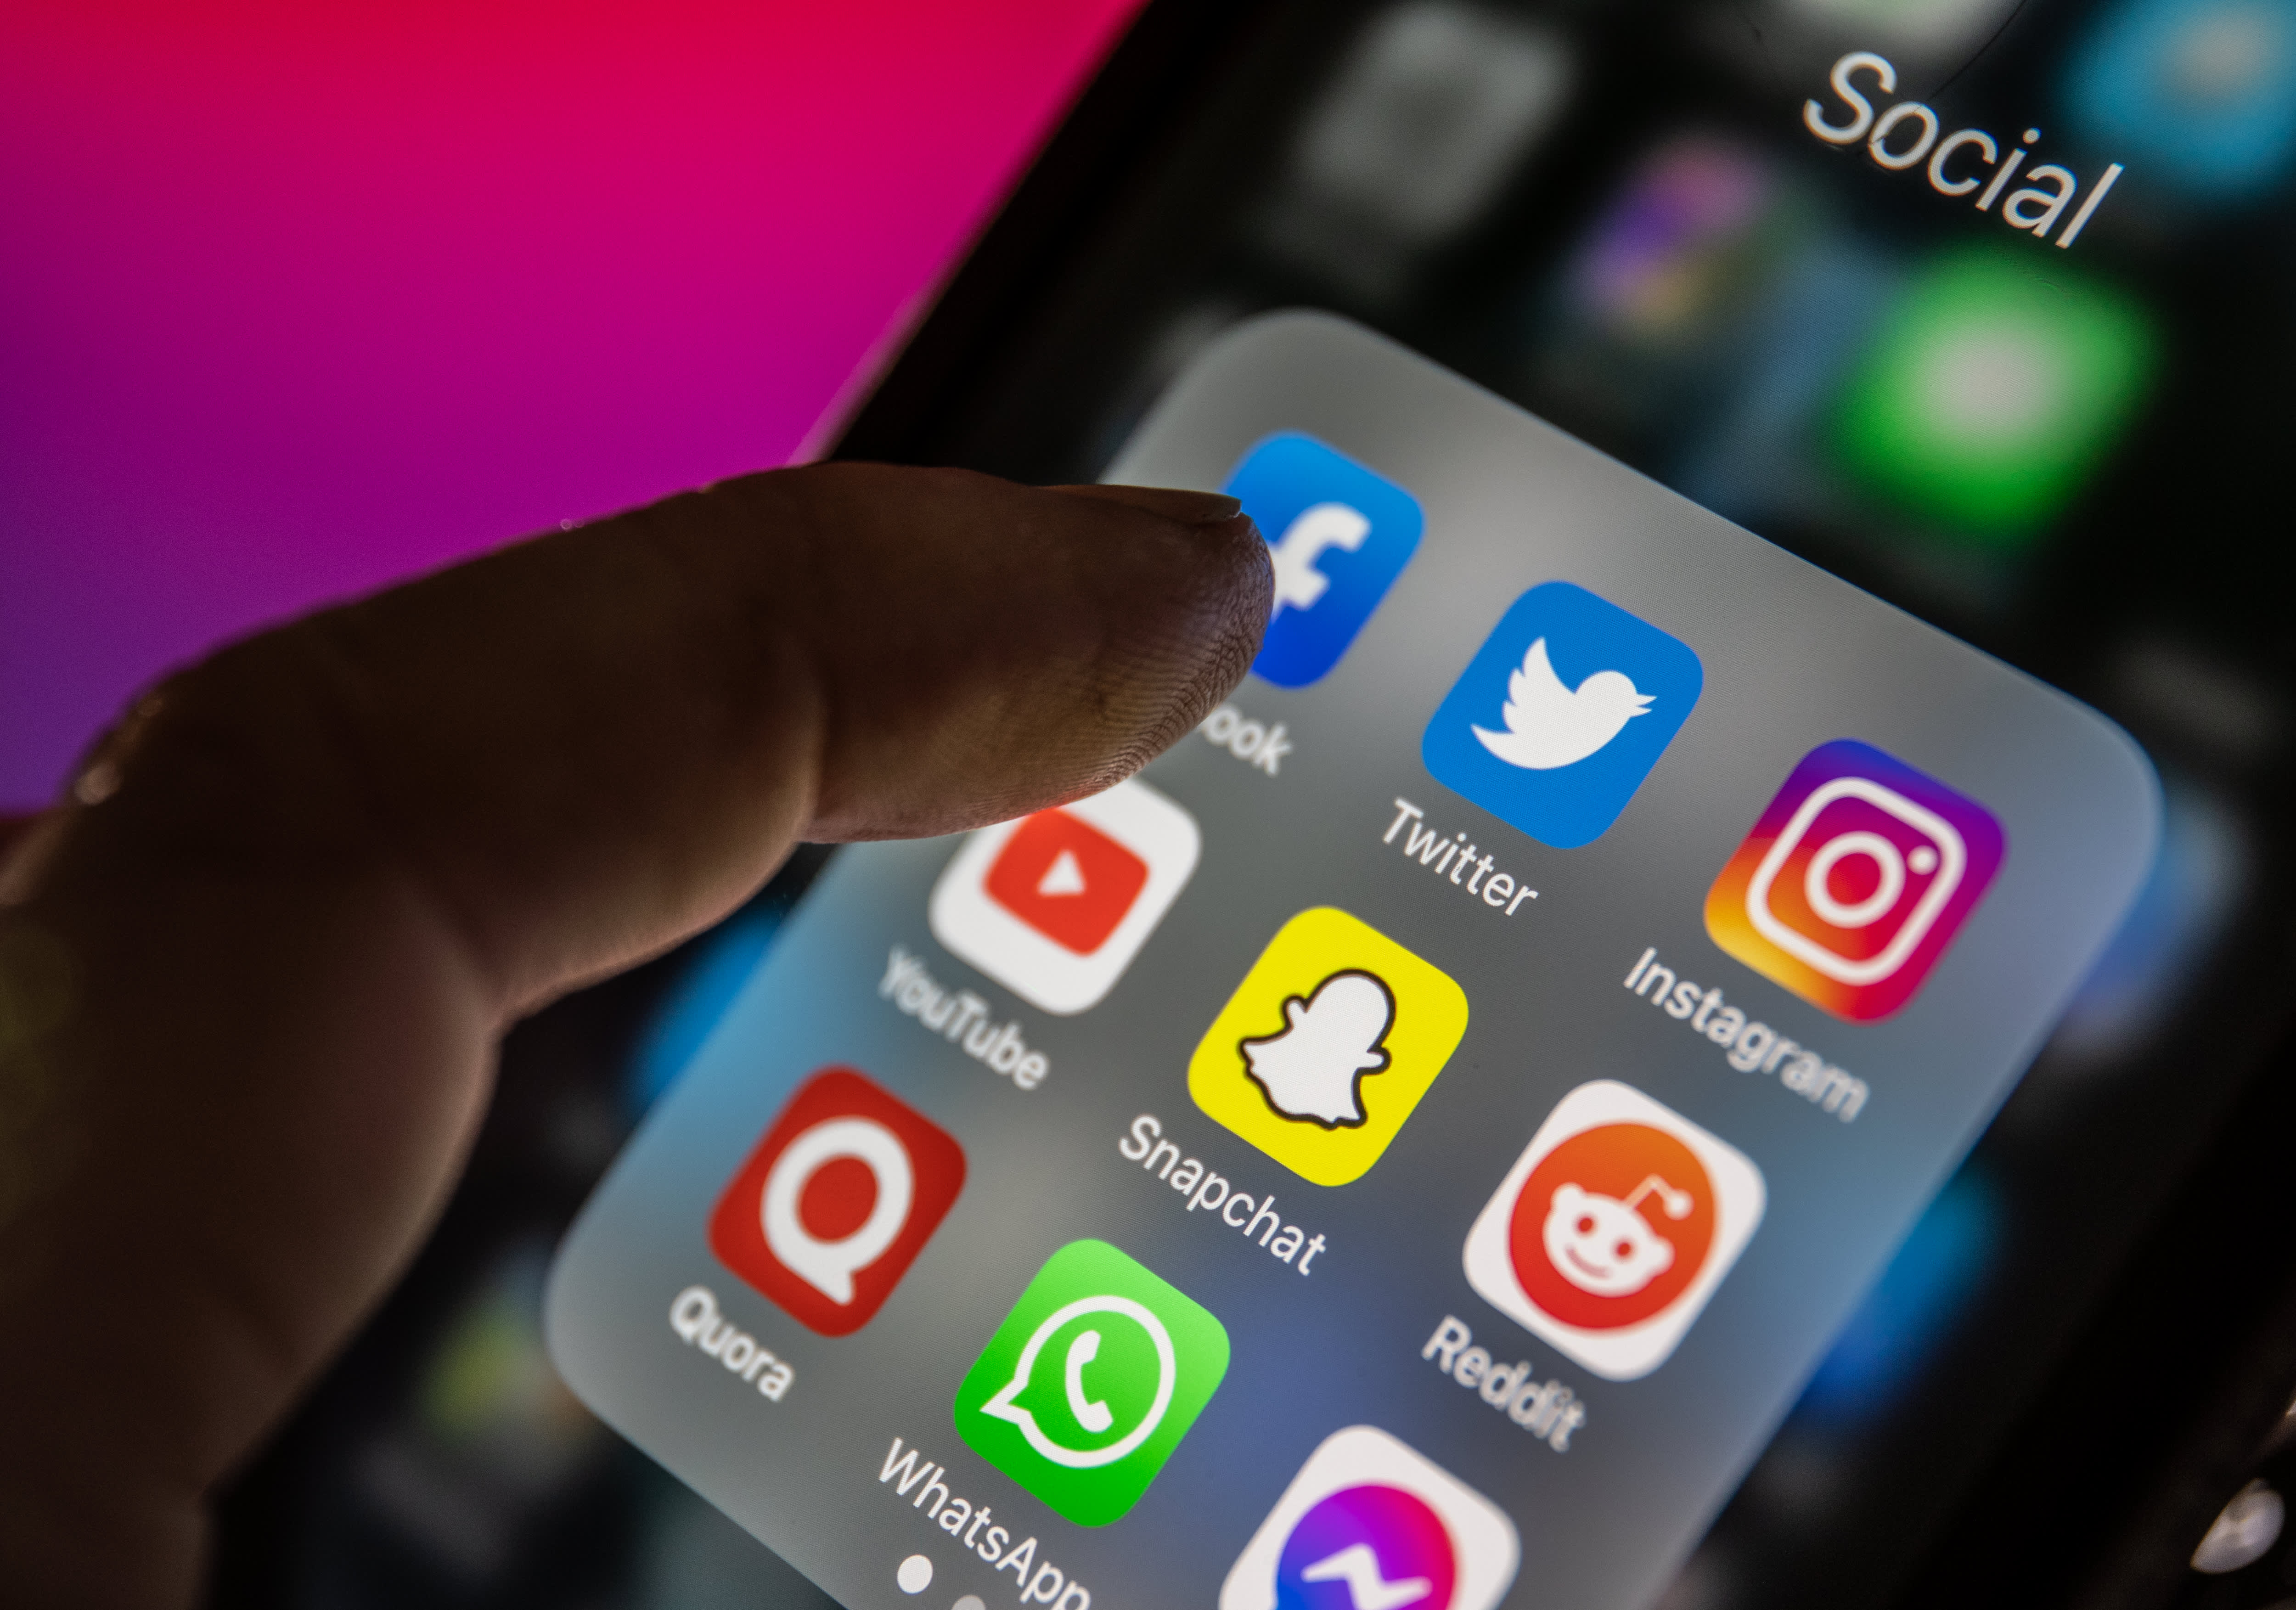 Social
ook
Twitter
Instagram
YouTube
Snapchat
Reddit
Quora
WhatsApp